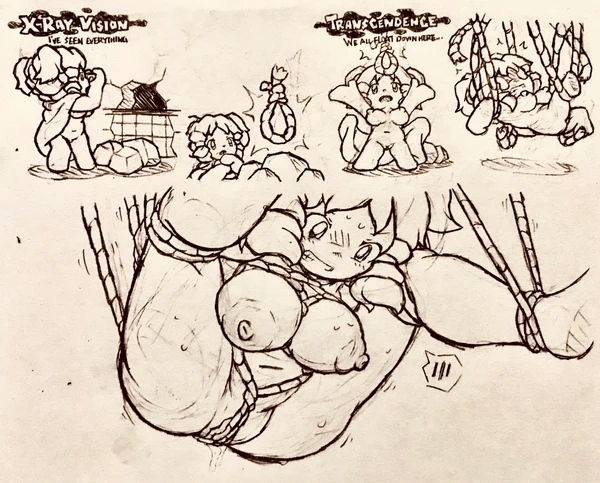 X-Ray Vision
I've seen everything
Transcendence
We all float down here...
!!!